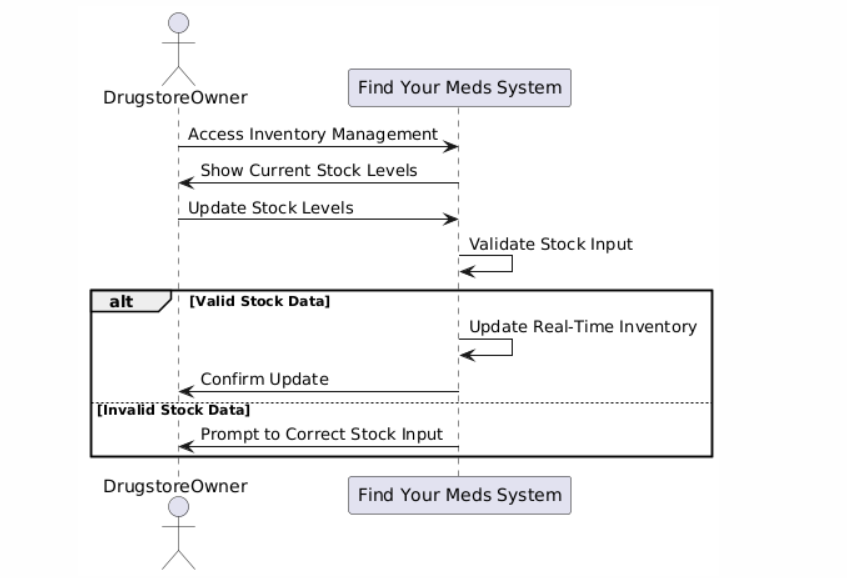 DrugstoreOwner
Find Your Meds System
Access Inventory Management
Show Current Stock Levels
Update Stock Levels
Validate Stock Input
alt [Valid Stock Data]
Update Real-Time Inventory
Confirm Update
[Invalid Stock Data]
Prompt to Correct Stock Input
DrugstoreOwner
Find Your Meds System